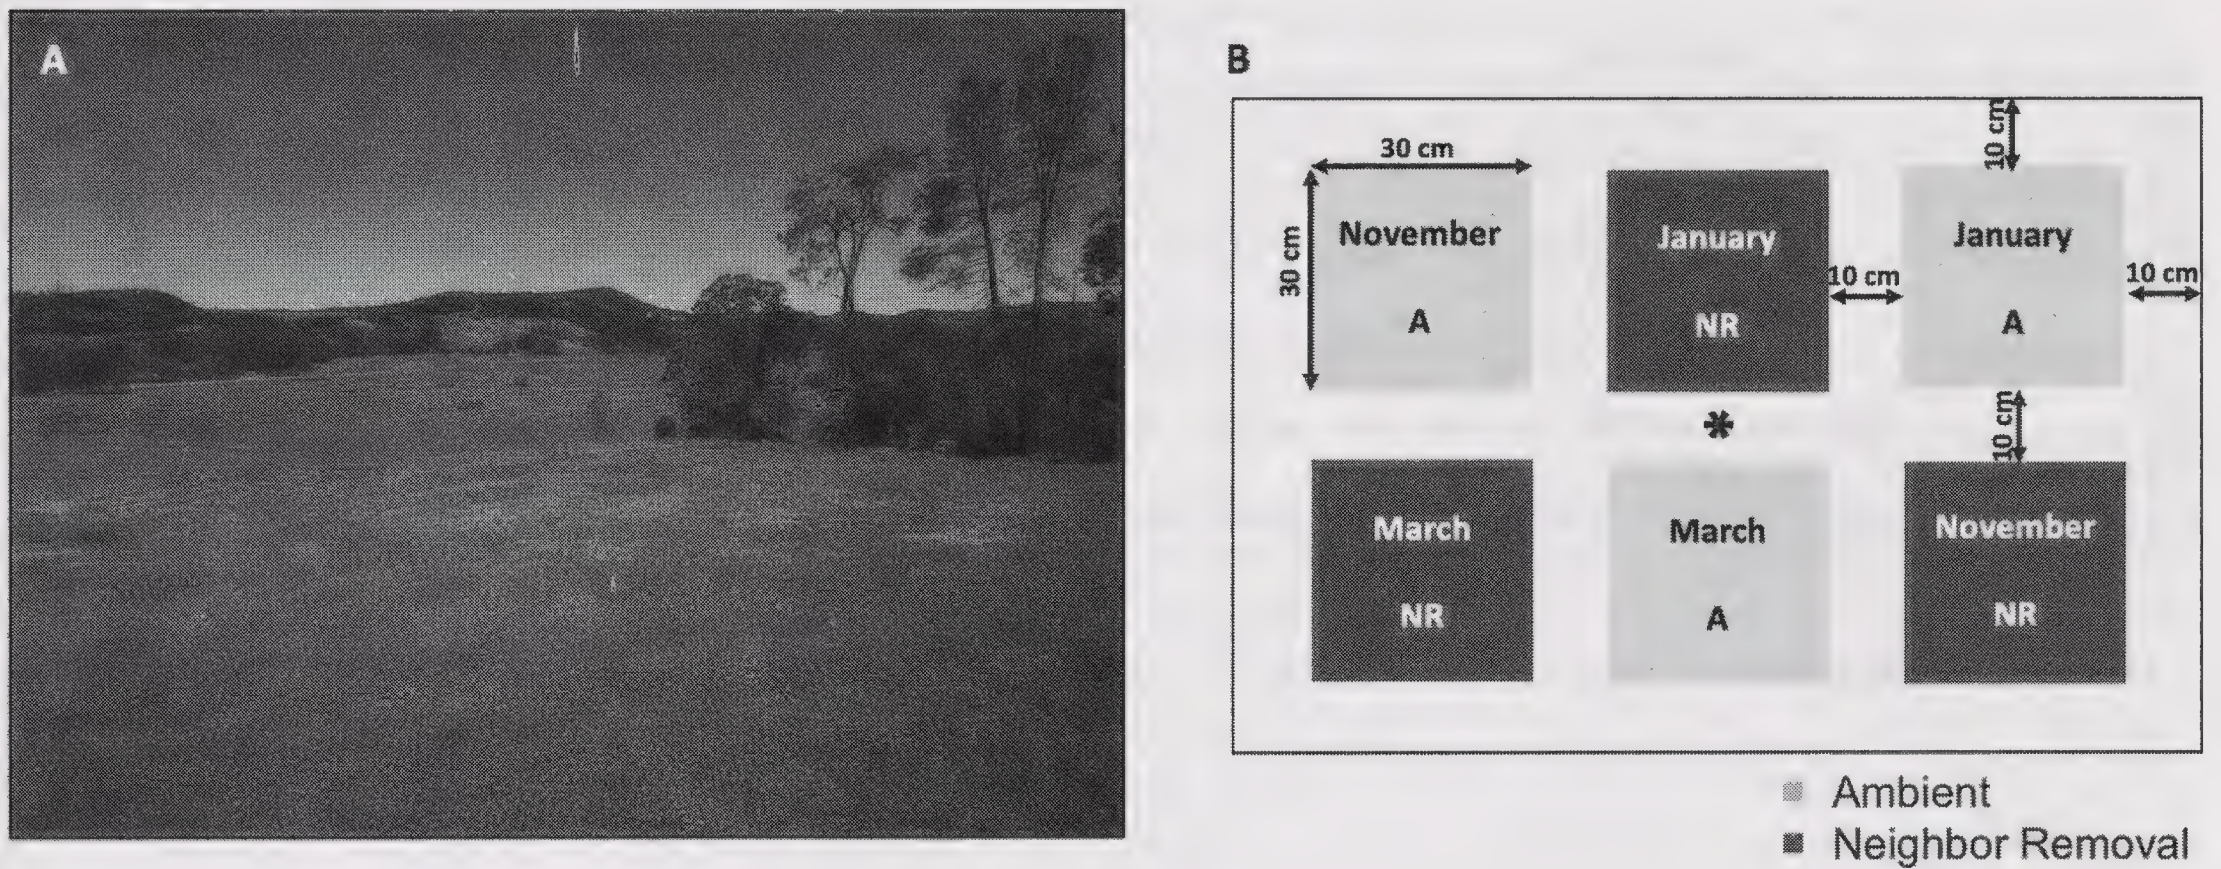 A
B
10 cm
30 cm
30 cm
November
A
January
NR
10 cm
January
A
10 cm
10 cm
*
March
NR
March
A
November
NR
Ambient
Neighbor Removal